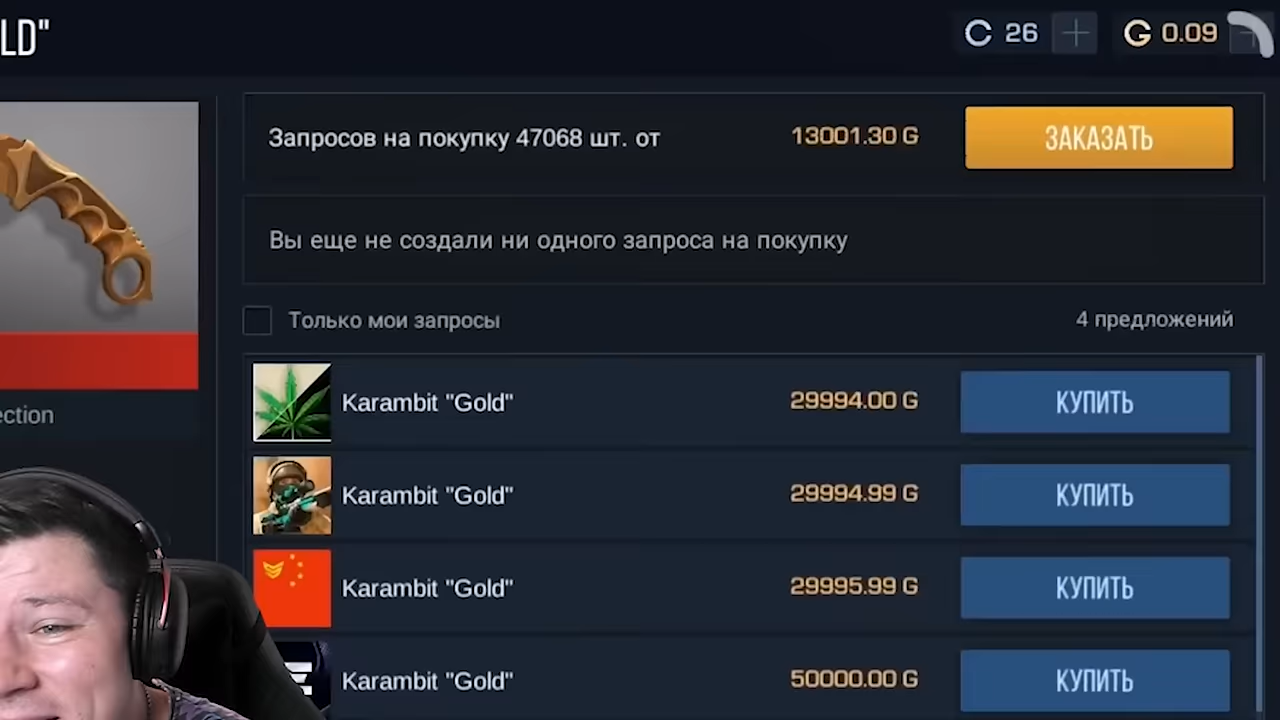 LD"
C 26 +
G 0.09
Запросов на покупку 47068 шт. от 13001.30 G ЗАКАЗАТЬ
Вы еще не создали ни одного запроса на покупку
Только мои запросы 4 предложений
Karambit "Gold" 29994.00 G КУПИТЬ
Karambit "Gold" 29994.99 G КУПИТЬ
ection
Karambit "Gold" 29995.99 G КУПИТЬ
Karambit "Gold" 50000.00 G КУПИТЬ